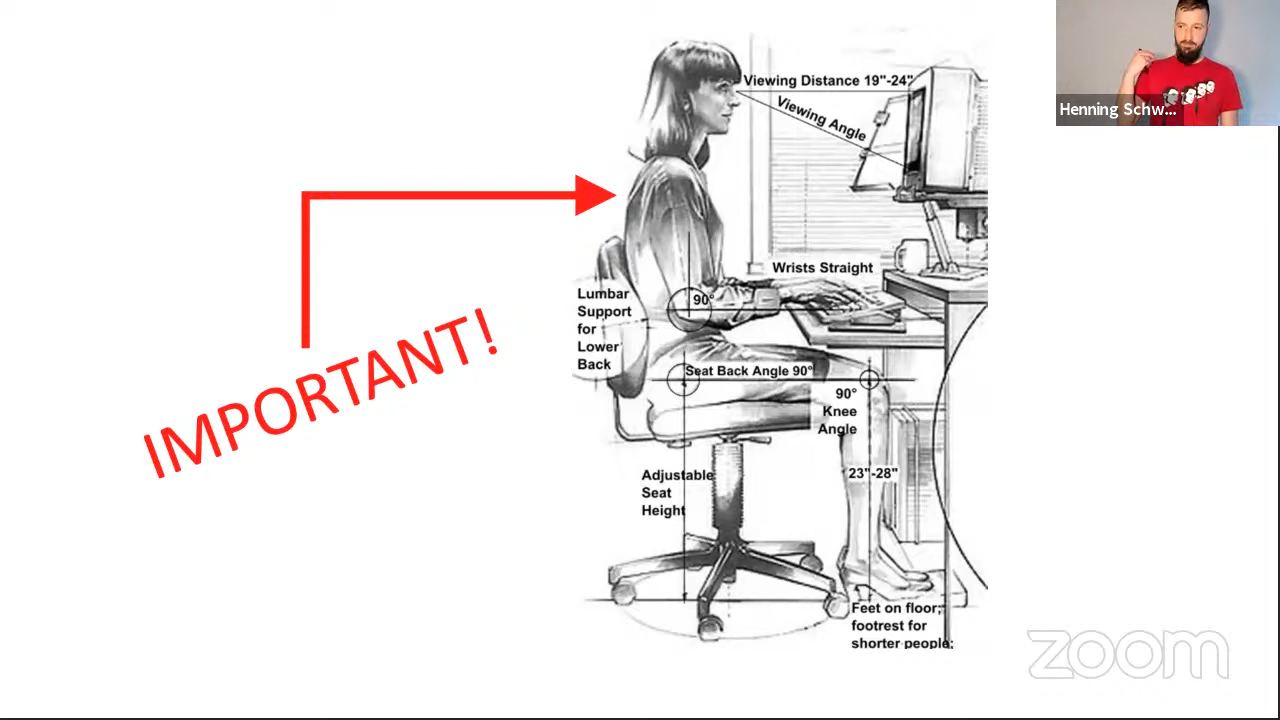 Henning Schw...
Viewing Distance 19"-24"
Viewing Angle
Wrists Straight
90°
Lumbar
Support
for
Lower
Back
IMPORTANT!
Seat Back Angle 90°
90°
Knee
Angle
23"-28"
Adjustable
Seat
Height
Feet on floor;
footrest for
shorter people;
zoom